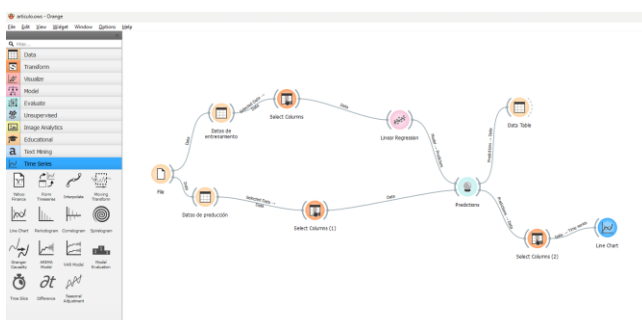 articulo.ows - Orange
File Edit View Widget Window Options Help
Filter...
Data
Transform
Visualize
Model
Evaluate
Unsupervised
Image Analytics
Educational
Text Mining
Time Series
Yahoo Finance
Form Timeseries
Interpolate
Moving Transform
Line Chart
Periodogram
Correlogram
Spiralogram
Granger Causality
ARIMA Model
VAR Model
Model Evaluation
Time Slice
Difference
Seasonal Adjustment
File
Data
Data
Datos de entrenamiento
Selected Data → Data
Select Columns
Data
Linear Regression
Model → Predictors
Datos de producción
Selected Data → Data
Select Columns (1)
Data
Predictions
Predictions → Data
Data Table
Predictions → Data
Select Columns (2)
Data → Time series
Line Chart